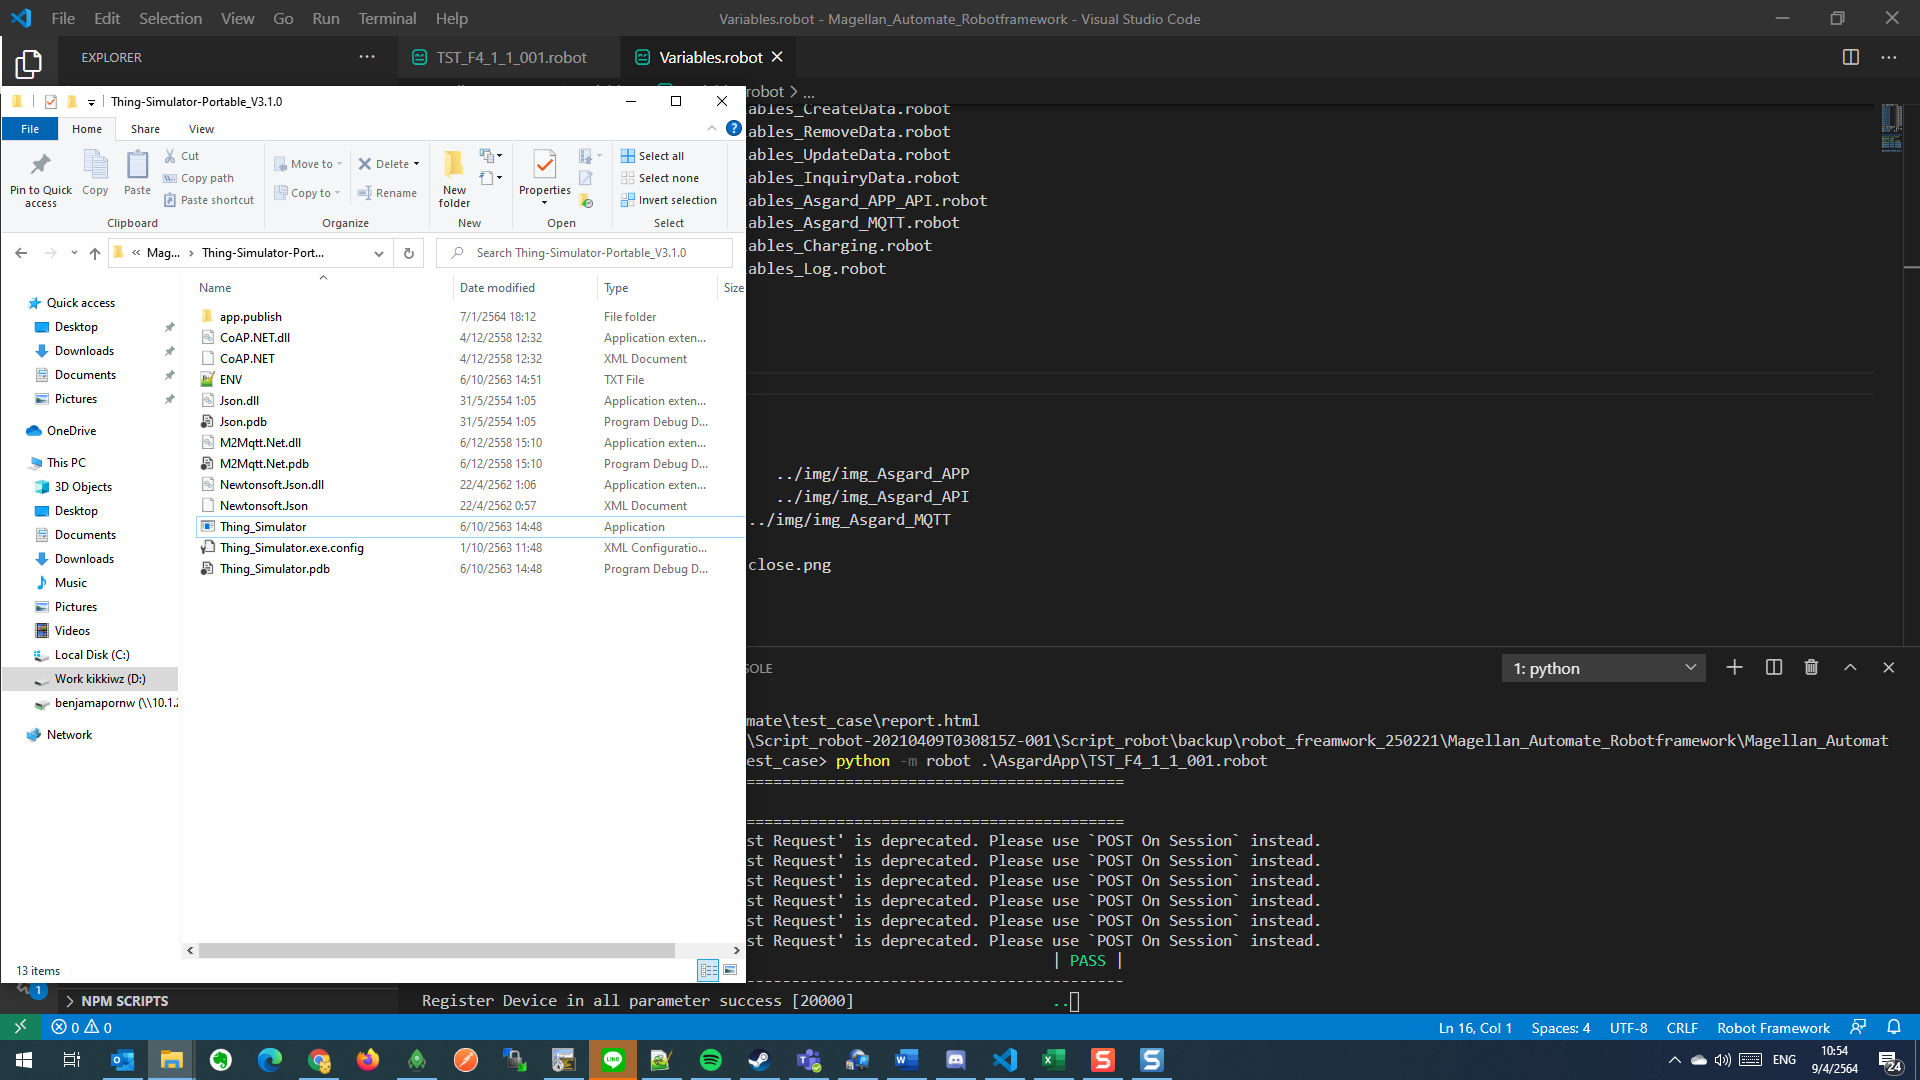 File Edit Selection View Go Run Terminal Help
Variables.robot - Magellan_Automate_Robotframework - Visual Studio Code
EXPLORER
TST_F4_1_1_001.robot
Variables.robot
robot > ...
Thing-Simulator-Portable_V3.1.0
File Home Share View
Pin to Quick access
Copy
Paste
Cut
Copy path
Paste shortcut
Clipboard
Move to
Copy to
Delete
Rename
Organize
New folder
New
Properties
Open
Select all
Select none
Invert selection
Select
« Mag... > Thing-Simulator-Port...
Search Thing-Simulator-Portable_V3.1.0
Quick access
Desktop
Downloads
Documents
Pictures
OneDrive
This PC
3D Objects
Desktop
Documents
Downloads
Music
Pictures
Videos
Local Disk (C:)
Work kikkiwz (D:)
benjamapornw (\\10.1.2
Network
Name Date modified Type Size
app.publish 7/1/2564 18:12 File folder
CoAP.NET.dll 4/12/2558 12:32 Application exten...
CoAP.NET 4/12/2558 12:32 XML Document
ENV 6/10/2563 14:51 TXT File
Json.dll 31/5/2554 1:05 Application exten...
Json.pdb 31/5/2554 1:05 Program Debug D...
M2Mqtt.Net.dll 6/12/2558 15:10 Application exten...
M2Mqtt.Net.pdb 6/12/2558 15:10 Program Debug D...
Newtonsoft.Json.dll 22/4/2562 1:06 Application exten...
Newtonsoft.Json 22/4/2562 0:57 XML Document
Thing_Simulator 6/10/2563 14:48 Application
Thing_Simulator.exe.config 1/10/2563 11:48 XML Configuratio...
Thing_Simulator.pdb 6/10/2563 14:48 Program Debug D...
13 items
ables_CreateData.robot
ables_RemoveData.robot
ables_UpdateData.robot
ables_InquiryData.robot
ables_Asgard_APP_API.robot
ables_Asgard_MQTT.robot
ables_Charging.robot
ables_Log.robot
../img/img_Asgard_APP
../img/img_Asgard_API
../img/img_Asgard_MQTT
close.png
SOLE
1: python
mate\test_case\report.html
\Script_robot-20210409T030815Z-001\Script_robot\backup\robot_freamwork_250221\Magellan_Automate_Robotframework\Magellan_Automat
est_case> python -m robot .\AsgardApp\TST_F4_1_1_001.robot
==========================================
==========================================
st Request' is deprecated. Please use `POST On Session` instead.
st Request' is deprecated. Please use `POST On Session` instead.
st Request' is deprecated. Please use `POST On Session` instead.
st Request' is deprecated. Please use `POST On Session` instead.
st Request' is deprecated. Please use `POST On Session` instead.
st Request' is deprecated. Please use `POST On Session` instead.
| PASS |
------------------------------------------
Register Device in all parameter success [20000] ..
1
NPM SCRIPTS
0 0
Ln 16, Col 1 Spaces: 4 UTF-8 CRLF Robot Framework
LINE
ENG
10:54
9/4/2564
24